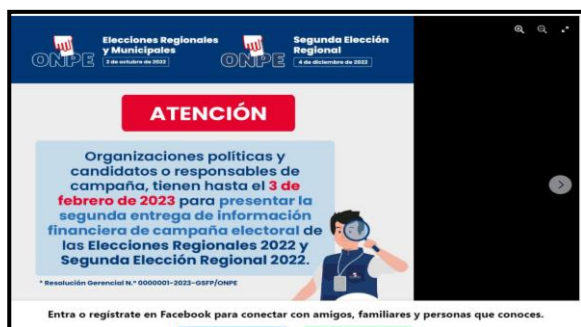 Elecciones Regionales
y Municipales
ONPE
2 de octubre de 2022
Segunda Elección
Regional
ONPE
4 de diciembre de 2022
ATENCIÓN
Organizaciones políticas y
candidatos o responsables de
campaña, tienen hasta el 3 de
febrero de 2023 para presentar la
segunda entrega de información
financiera de campaña electoral de
las Elecciones Regionales 2022 y
Segunda Elección Regional 2022.
* Resolución Gerencial N.° 0000001-2023-GSFP/ONPE
Entra o regístrate en Facebook para conectar con amigos, familiares y personas que conoces.